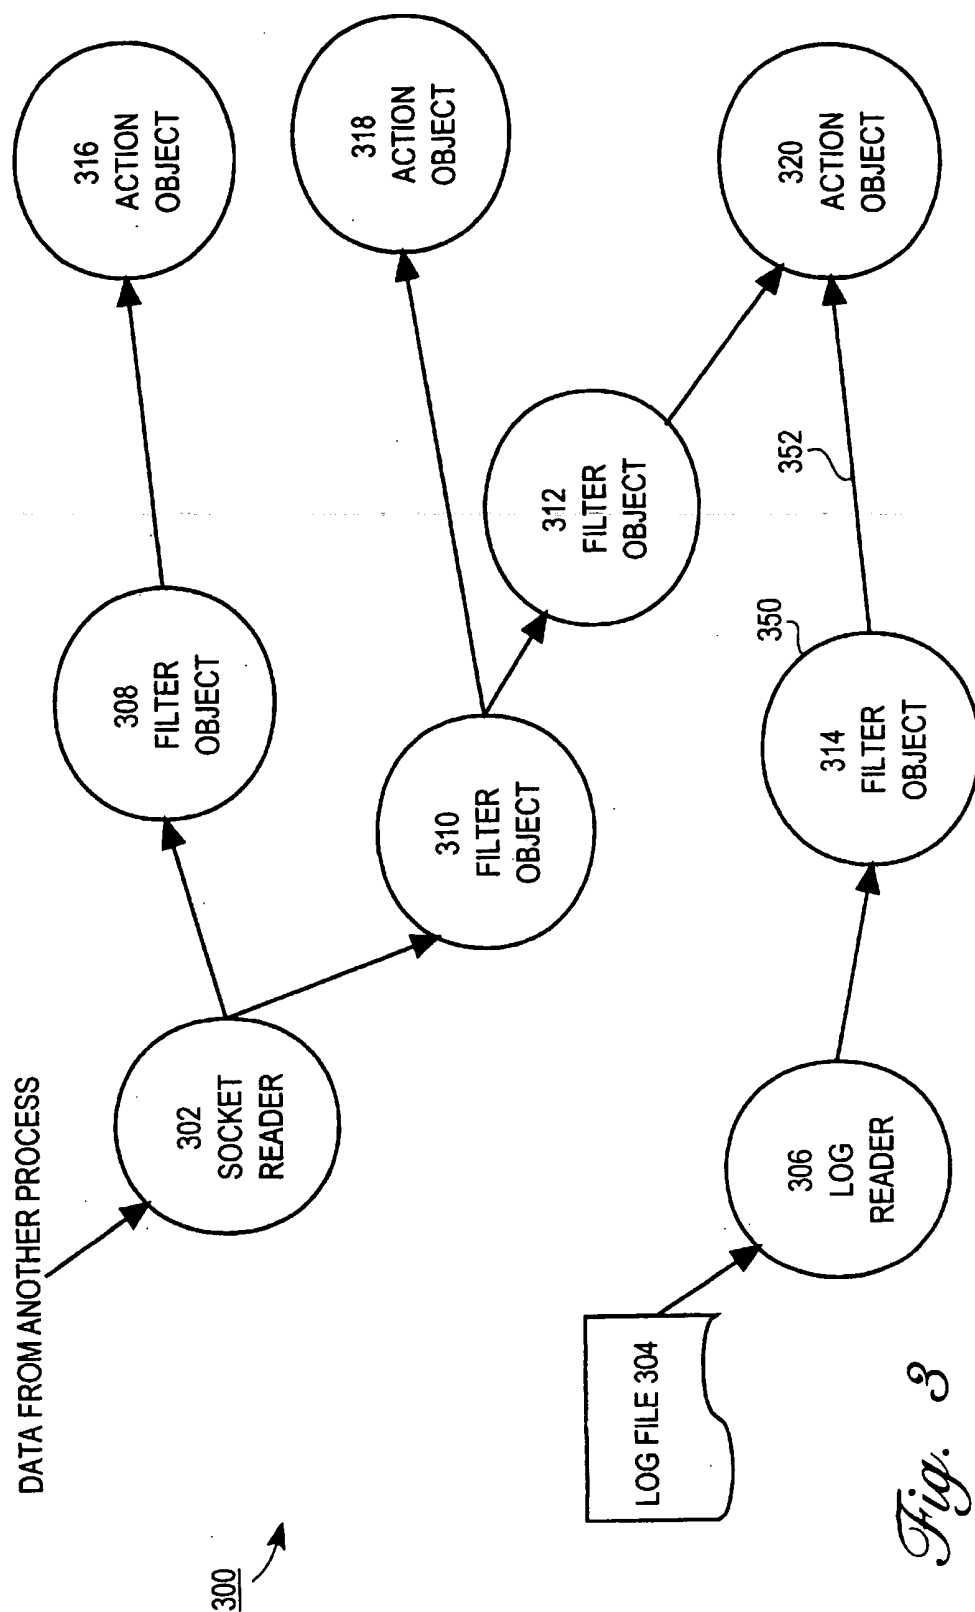 300
DATA FROM ANOTHER PROCESS
302
SOCKET
READER
308
FILTER
OBJECT
316
ACTION
OBJECT
310
FILTER
OBJECT
318
ACTION
OBJECT
312
FILTER
OBJECT
LOG FILE 304
306
LOG
READER
314
FILTER
OBJECT
350
352
320
ACTION
OBJECT
Fig. 3